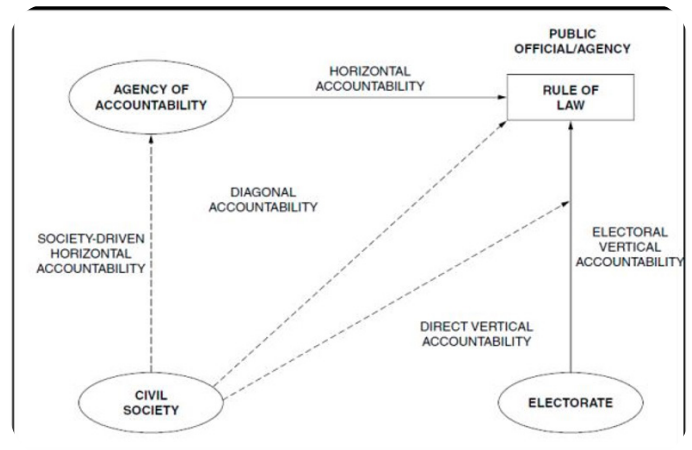 PUBLIC
OFFICIAL/AGENCY
AGENCY OF
ACCOUNTABILITY
HORIZONTAL
ACCOUNTABILITY
RULE OF
LAW
DIAGONAL
ACCOUNTABILITY
SOCIETY-DRIVEN
HORIZONTAL
ACCOUNTABILITY
ELECTORAL
VERTICAL
ACCOUNTABILITY
DIRECT VERTICAL
ACCOUNTABILITY
CIVIL
SOCIETY
ELECTORATE